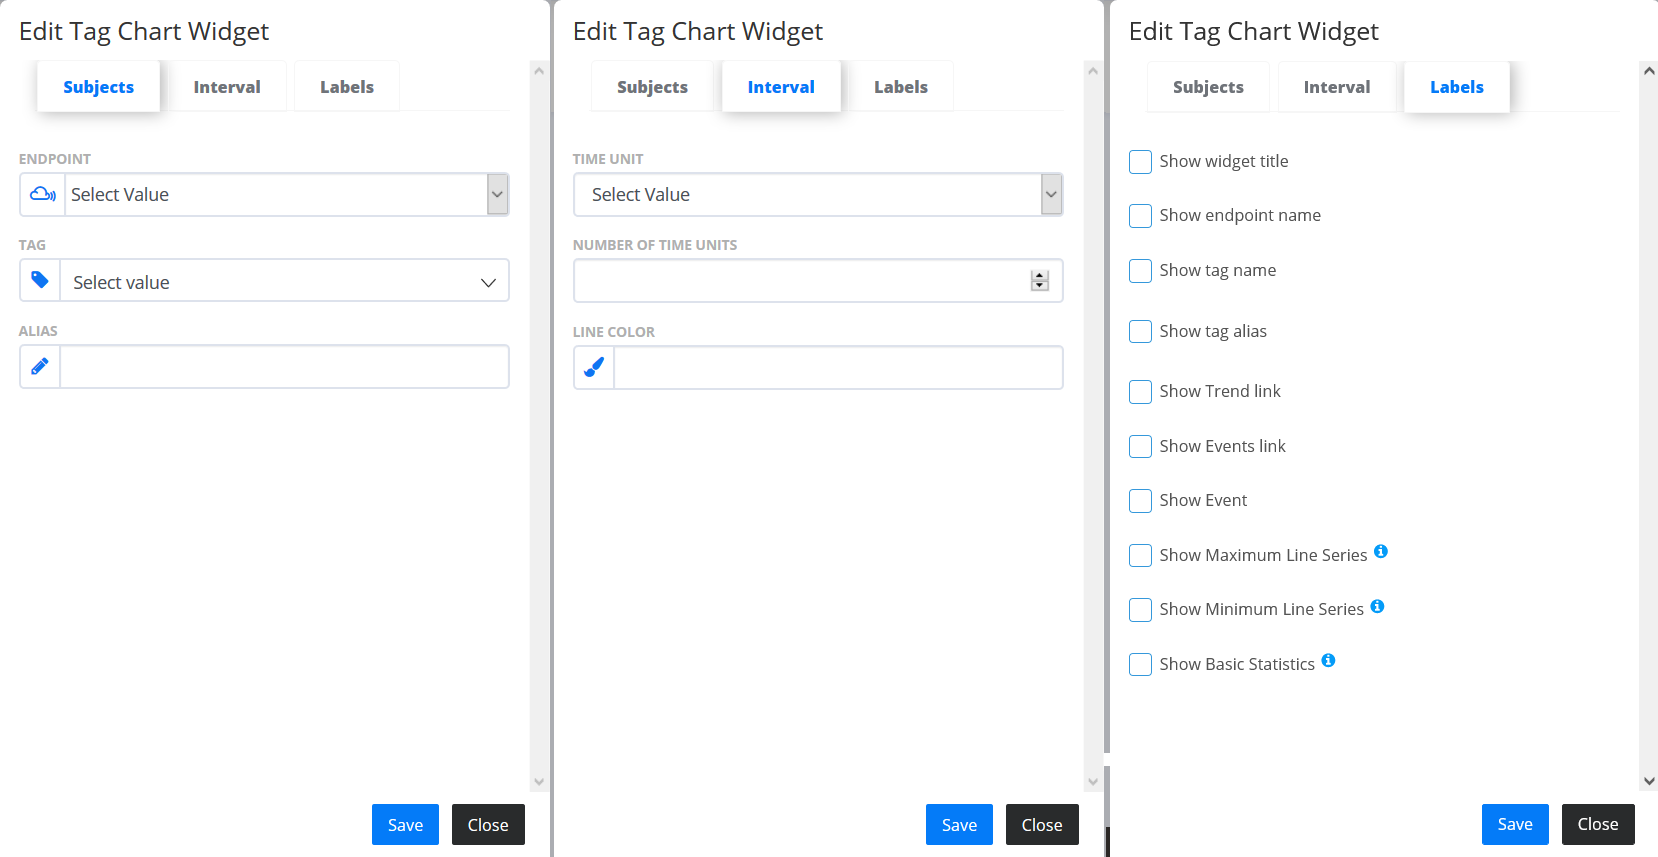 Edit Tag Chart Widget
Subjects Interval Labels
ENDPOINT
Select Value
TAG
Select value
ALIAS
Save Close
Edit Tag Chart Widget
Subjects Interval Labels
TIME UNIT
Select Value
NUMBER OF TIME UNITS
LINE COLOR
Save Close
Edit Tag Chart Widget
Subjects Interval Labels
Show widget title
Show endpoint name
Show tag name
Show tag alias
Show Trend link
Show Events link
Show Event
Show Maximum Line Series
Show Minimum Line Series
Show Basic Statistics
Save Close